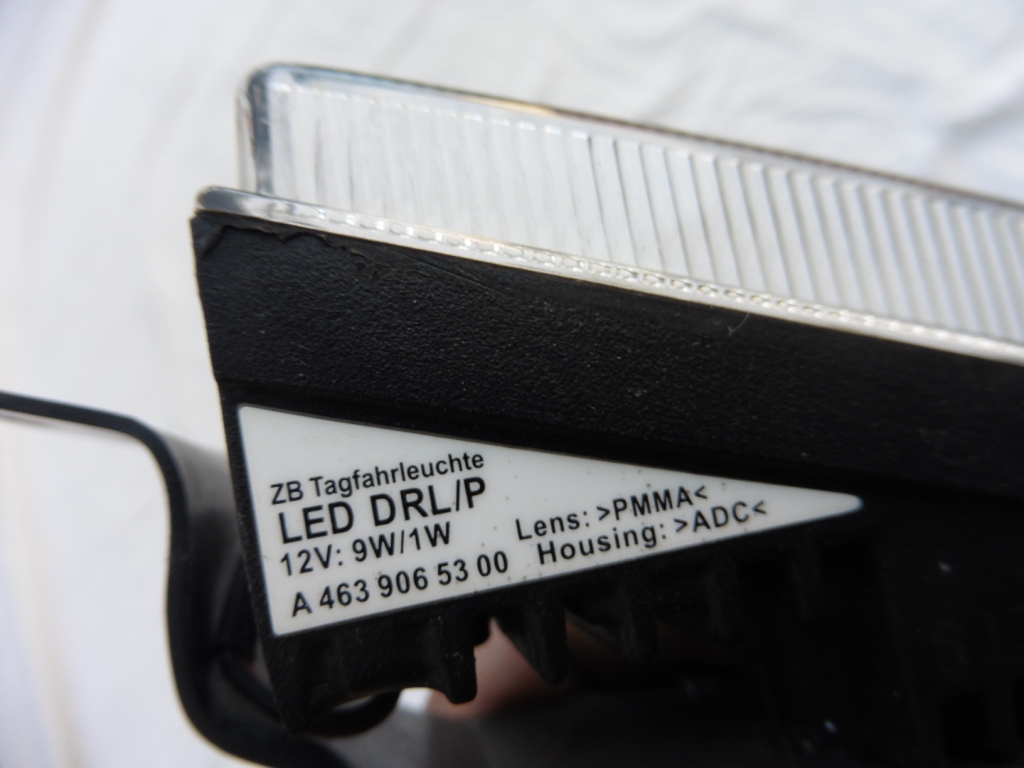 ZB Tagfahrleuchte
LED DRL/P
12V: 9W/1W
A 463 906 53 00
Lens: >PMMA<
Housing: >ADC<